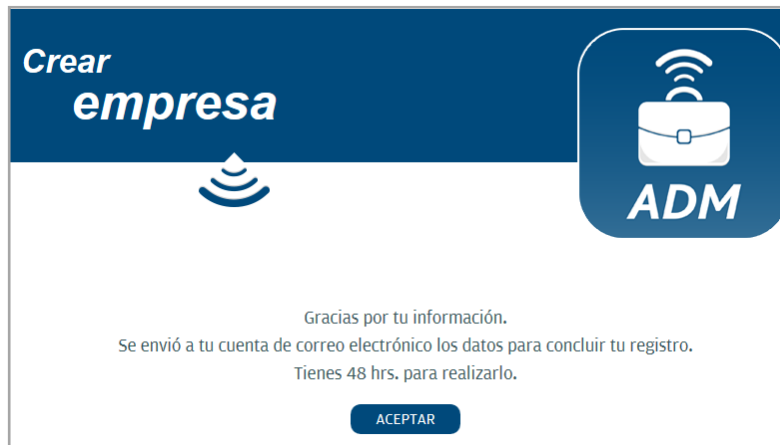 Crear
empresa
ADM
Gracias por tu información.
Se envió a tu cuenta de correo electrónico los datos para concluir tu registro.
Tienes 48 hrs. para realizarlo.
ACEPTAR